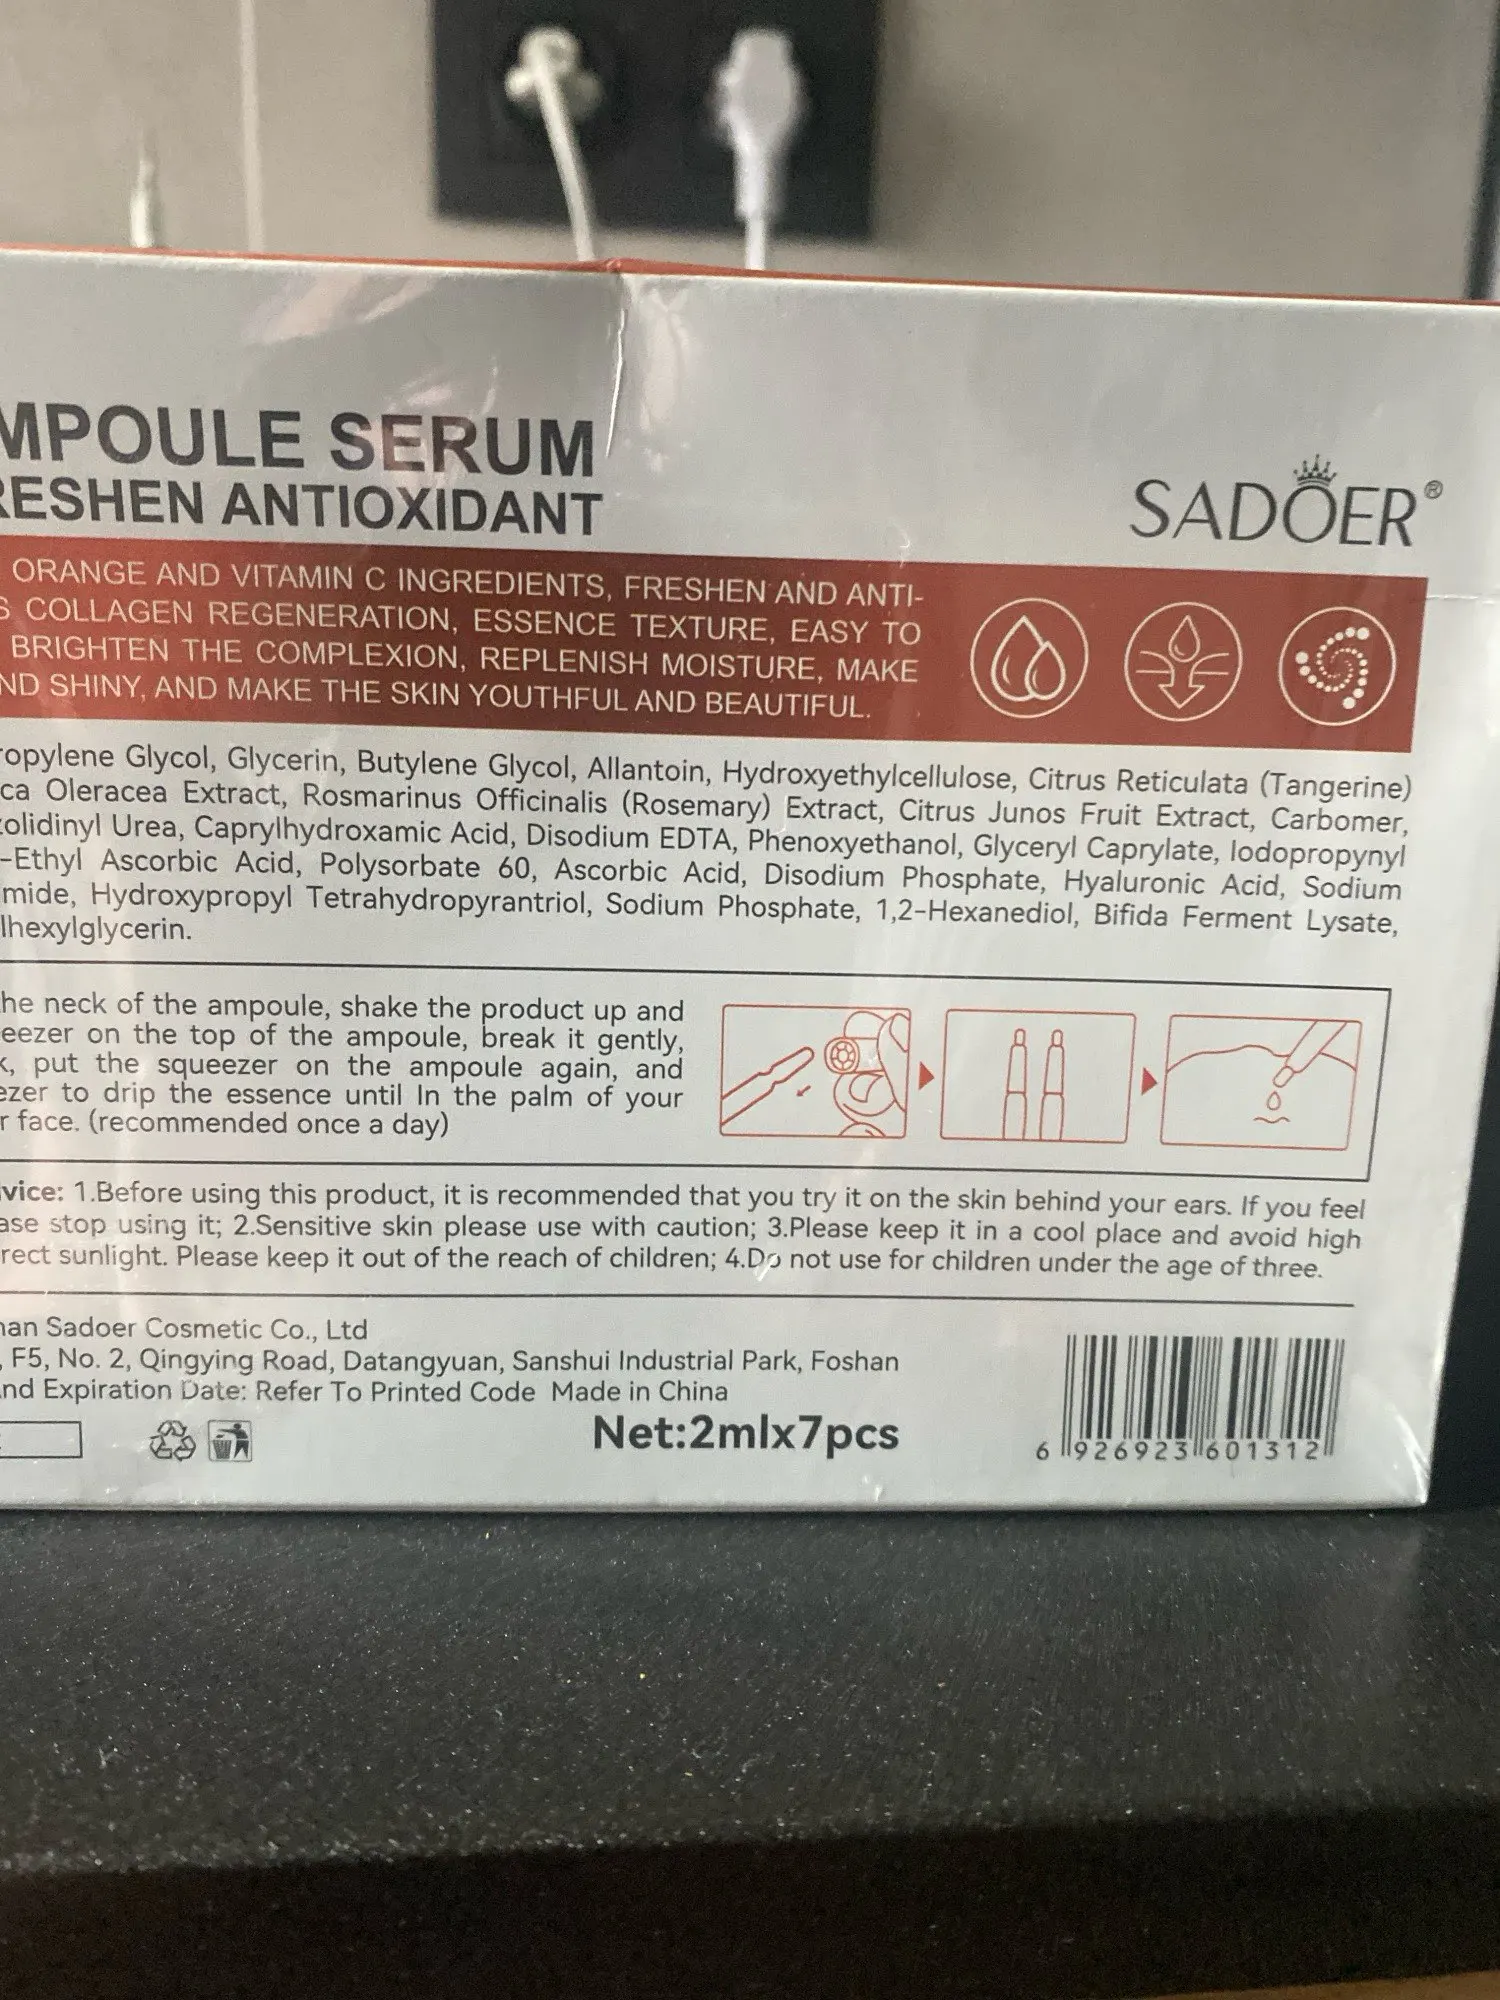 MPOULE SERUM
RESHEN ANTIOXIDANT
SADOER®
ORANGE AND VITAMIN C INGREDIENTS, FRESHEN AND ANTI-
S COLLAGEN REGENERATION, ESSENCE TEXTURE, EASY TO
BRIGHTEN THE COMPLEXION, REPLENISH MOISTURE, MAKE
ND SHINY, AND MAKE THE SKIN YOUTHFUL AND BEAUTIFUL.
ropylene Glycol, Glycerin, Butylene Glycol, Allantoin, Hydroxyethylcellulose, Citrus Reticulata (Tangerine)
ca Oleracea Extract, Rosmarinus Officinalis (Rosemary) Extract, Citrus Junos Fruit Extract, Carbomer,
olidinyl Urea, Caprylhydroxamic Acid, Disodium EDTA, Phenoxyethanol, Glyceryl Caprylate, Iodopropynyl
-Ethyl Ascorbic Acid, Polysorbate 60, Ascorbic Acid, Disodium Phosphate, Hyaluronic Acid, Sodium
mide, Hydroxypropyl Tetrahydropyrantriol, Sodium Phosphate, 1,2-Hexanediol, Bifida Ferment Lysate,
lhexylglycerin.
he neck of the ampoule, shake the product up and
eezer on the top of the ampoule, break it gently,
k, put the squeezer on the ampoule again, and
ezer to drip the essence until In the palm of your
r face. (recommended once a day)
vice: 1.Before using this product, it is recommended that you try it on the skin behind your ears. If you feel
ase stop using it; 2.Sensitive skin please use with caution; 3.Please keep it in a cool place and avoid high
rect sunlight. Please keep it out of the reach of children; 4.Do not use for children under the age of three.
an Sadoer Cosmetic Co., Ltd
, F5, No. 2, Qingying Road, Datangyuan, Sanshui Industrial Park, Foshan
nd Expiration Date: Refer To Printed Code Made in China
Net:2mlx7pcs
6 926923 601312